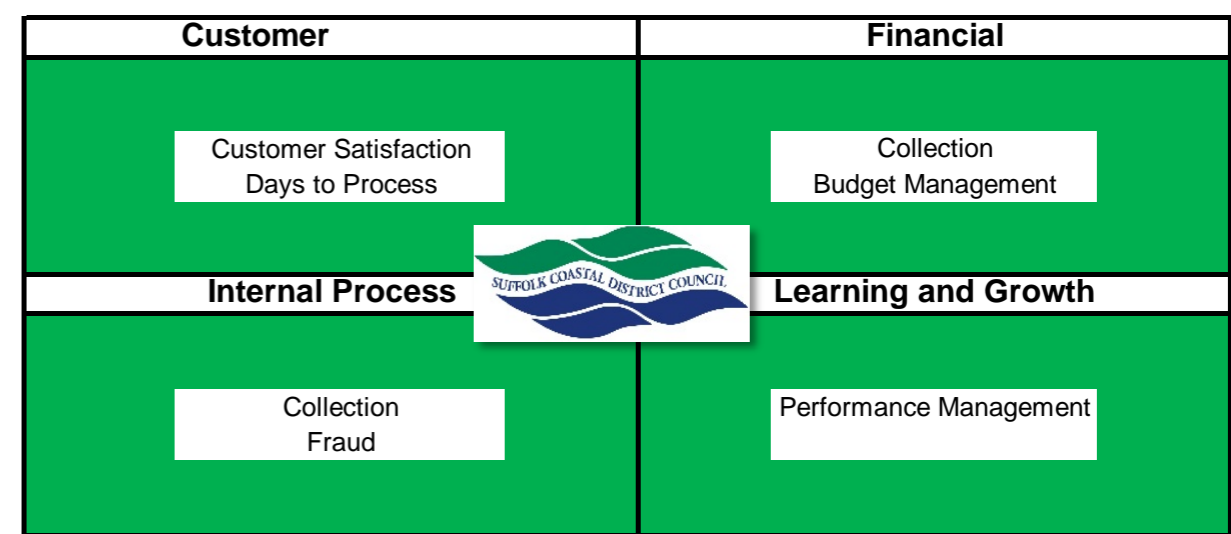 Customer
Financial
Customer Satisfaction
Days to Process
Collection
Budget Management
SUFFOLK COASTAL DISTRICT COUNCIL
Internal Process
Learning and Growth
Collection
Fraud
Performance Management